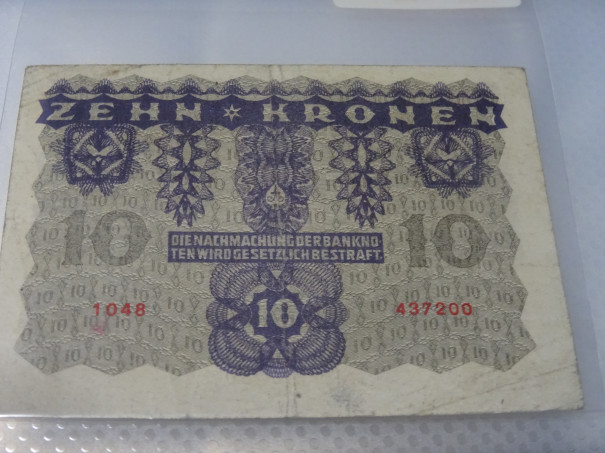 ZEHN KRONEN
10 10
DIE NACHMACHUNG DER BANKNO-
TEN WIRD GESETZLICH BESTRAFT.
1048 10 437200